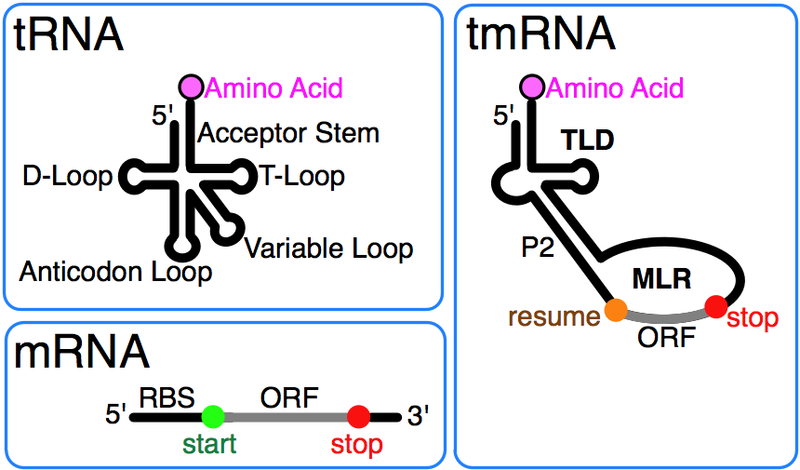 tRNA
Amino Acid
5'
Acceptor Stem
D-Loop
T-Loop
Variable Loop
Anticodon Loop
mRNA
RBS
ORF
5'
3'
start
stop
tmRNA
Amino Acid
5'
TLD
P2
MLR
resume
stop
ORF